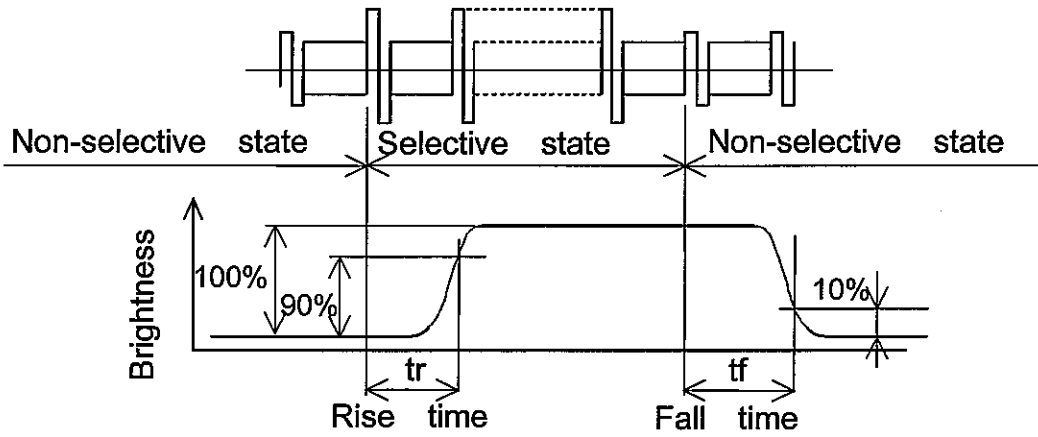 Non-selective state Selective state Non-selective state
Brightness
100%
90%
10%
tr tf
Rise time Fall time